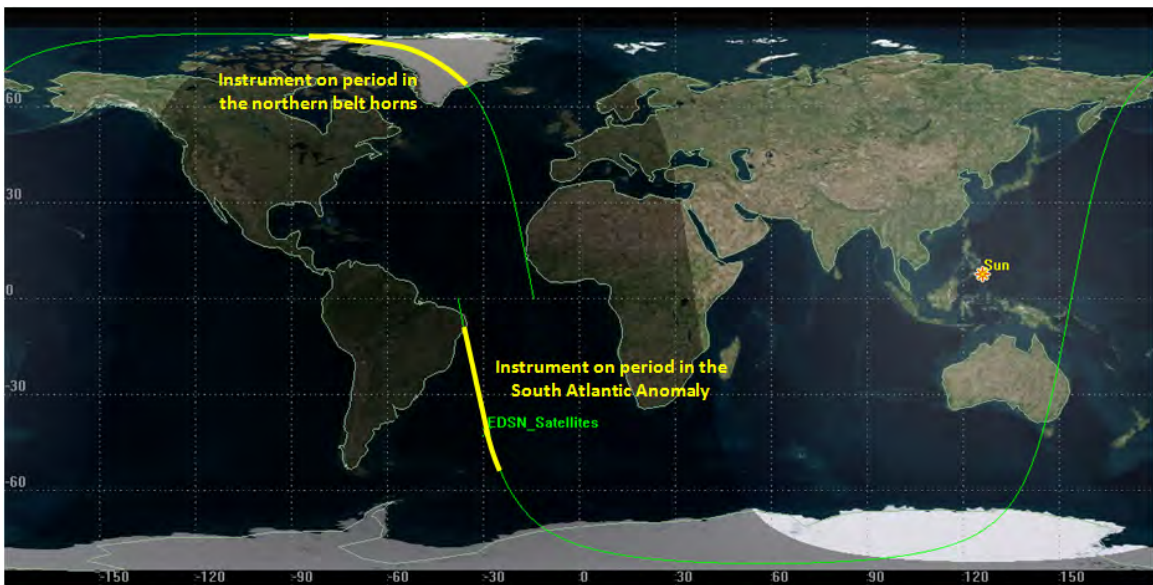 Instrument on period in
the northern belt horns
60
30
Sun
0
Instrument on period in the
South Atlantic Anomaly
-30
EDSN_Satellites
-60
-150 -120 -90 -60 -30 0 30 60 90 120 150